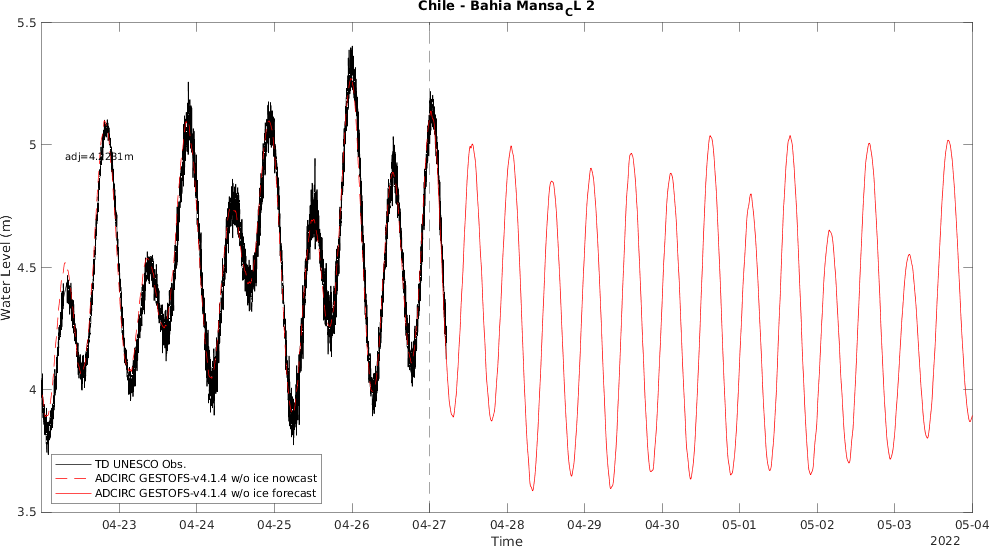 Chile - Bahia Mansa_CL 2
5.5
5
4.5
4
3.5
Water Level (m)
adj=4.2281m
TD UNESCO Obs.
ADCIRC GESTOFS-v4.1.4 w/o ice nowcast
ADCIRC GESTOFS-v4.1.4 w/o ice forecast
04-23 04-24 04-25 04-26 04-27 04-28 04-29 04-30 05-01 05-02 05-03 05-04
Time
2022